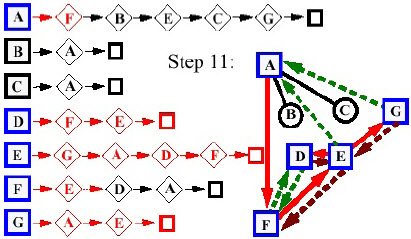 A F B E C G
B A
C A
D F E
E G A D F
F E D A
G A E
Step 11:
A
B C G
D E
F